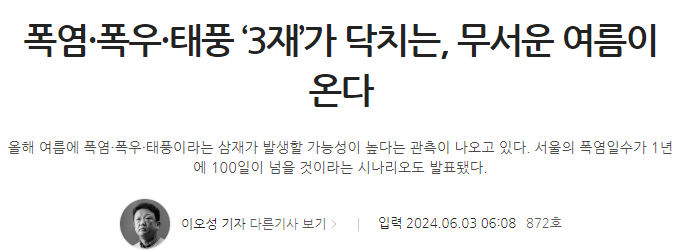 폭염·폭우·태풍 ‘3재’가 닥치는, 무서운 여름이
온다
올해 여름에 폭염·폭우·태풍이라는 삼재가 발생할 가능성이 높다는 관측이 나오고 있다. 서울의 폭염일수가 1년
에 100일이 넘을 것이라는 시나리오도 발표됐다.
이오성 기자 다른기사 보기 > | 입력 2024.06.03 06:08 872호